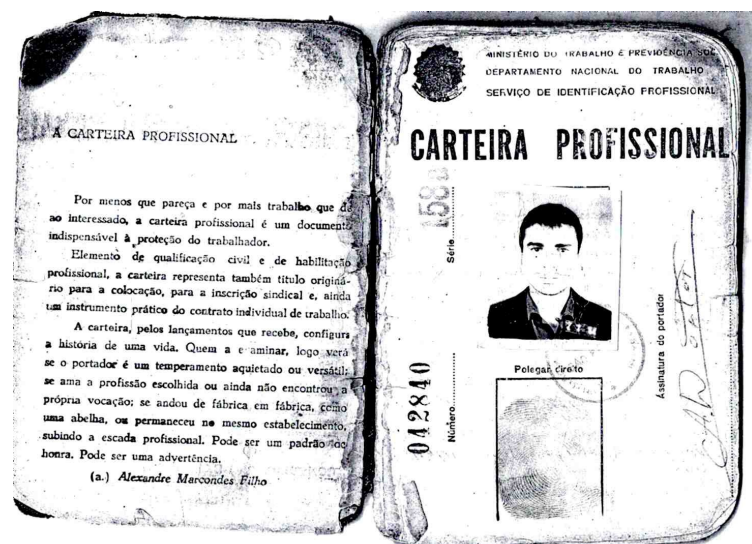 A CARTEIRA PROFISSIONAL
Por menos que pareça e por mais trabalho que dê
ao interessado, a carteira profissional é um documento
indispensável à proteção do trabalhador.
Elemento de qualificação civil e de habilitação
profissional, a carteira representa também título originá-
rio para a colocação, para a inscrição sindical e, ainda
um instrumento prático do contrato individual de trabalho.
A carteira, pelos lançamentos que recebe, configura
a história de uma vida. Quem a examinar, logo verá
se o portador é um temperamento aquietado ou versátil;
se ama a profissão escolhida ou ainda não encontrou a
própria vocação; se andou de fábrica em fábrica, como
uma abelha, ou permaneceu no mesmo estabelecimento,
subindo a escada profissional. Pode ser um padrão de
honra. Pode ser uma advertência.
(a.) Alexandre Marcondes Filho
MINISTÉRIO DO TRABALHO E PREVIDÊNCIA SOC
DEPARTAMENTO NACIONAL DO TRABALHO
SERVIÇO DE IDENTIFICAÇÃO PROFISSIONAL
CARTEIRA PROFISSIONAL
Série
Número
042840
Polegar direito
Assinatura do portador